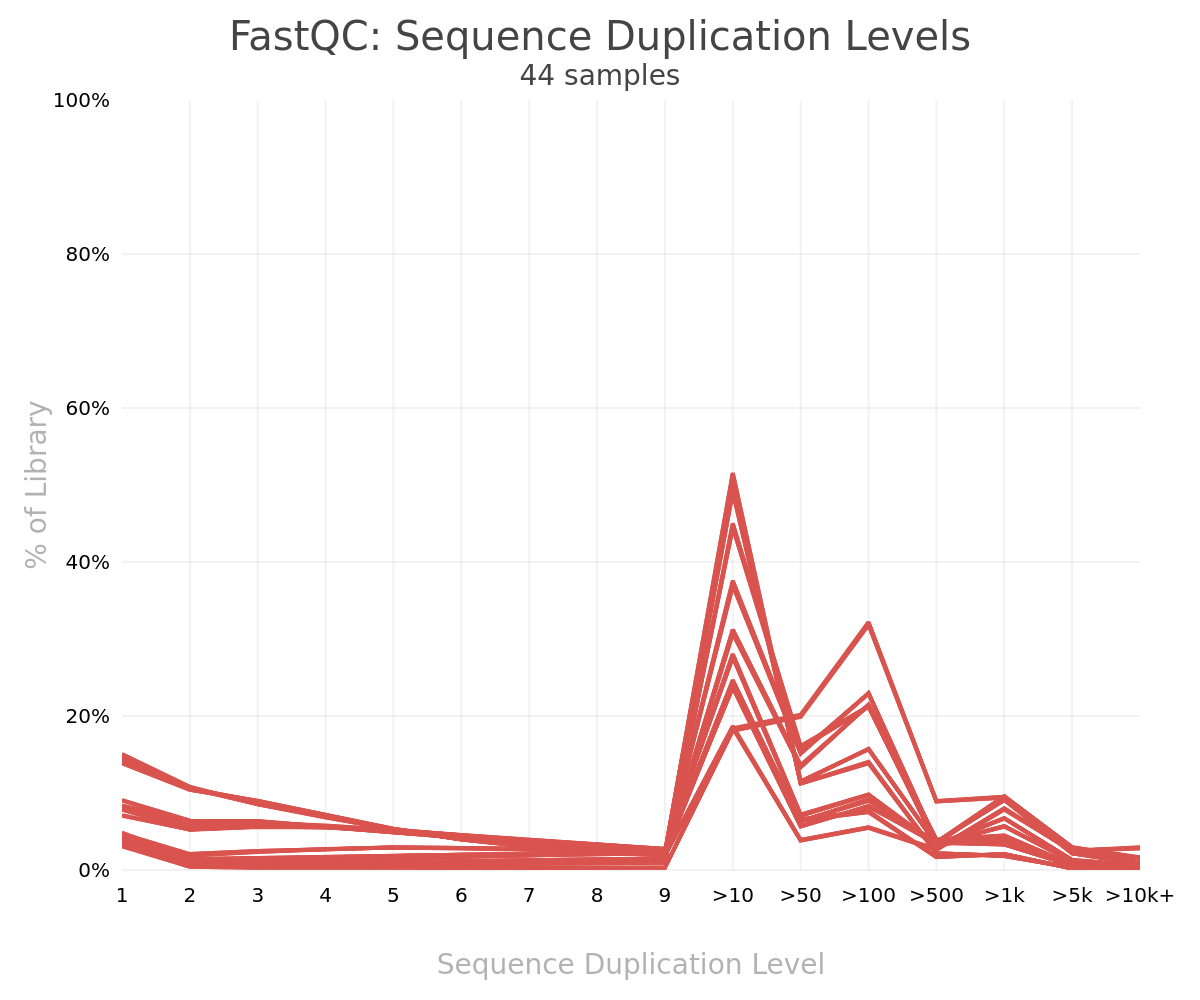 FastQC: Sequence Duplication Levels
44 samples
100%
80%
60%
40%
20%
0%
% of Library
1 2 3 4 5 6 7 8 9 >10 >50 >100 >500 >1k >5k >10k+
Sequence Duplication Level